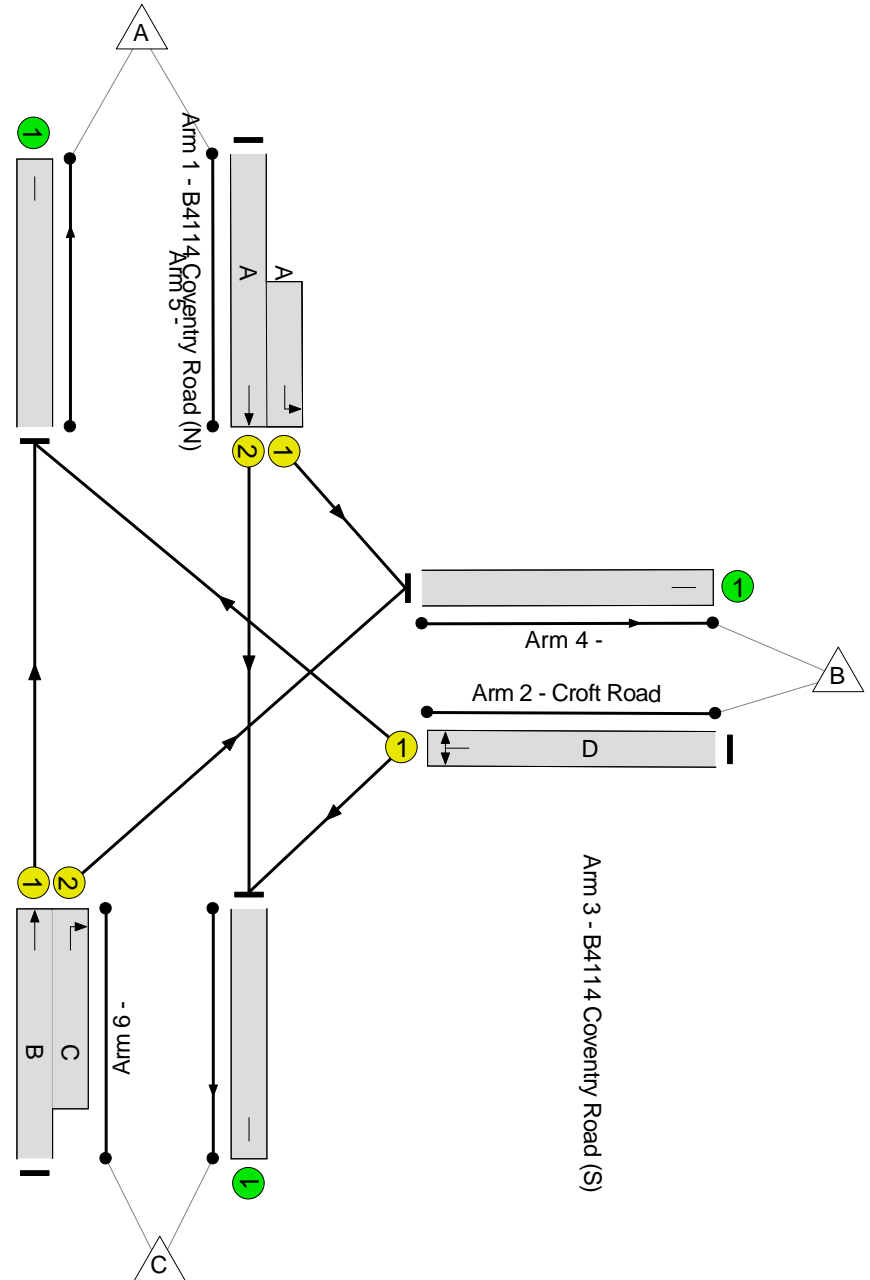 A
1
Arm 1 - B4114 Coventry Road (N)
Arm 5 -
A
A
2
1
1
Arm 4 -
B
Arm 2 - Croft Road
1
D
1
2
Arm 3 - B4114 Coventry Road (S)
Arm 6 -
B
C
1
C